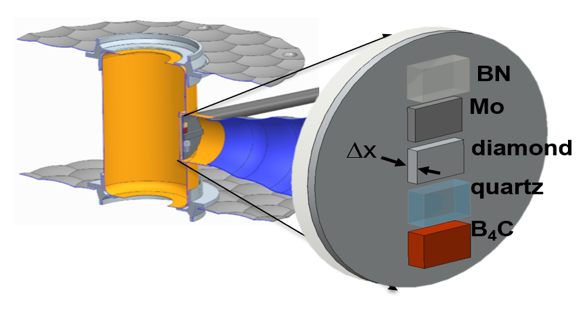 BN
Mo
diamond
Δx
quartz
B₄C